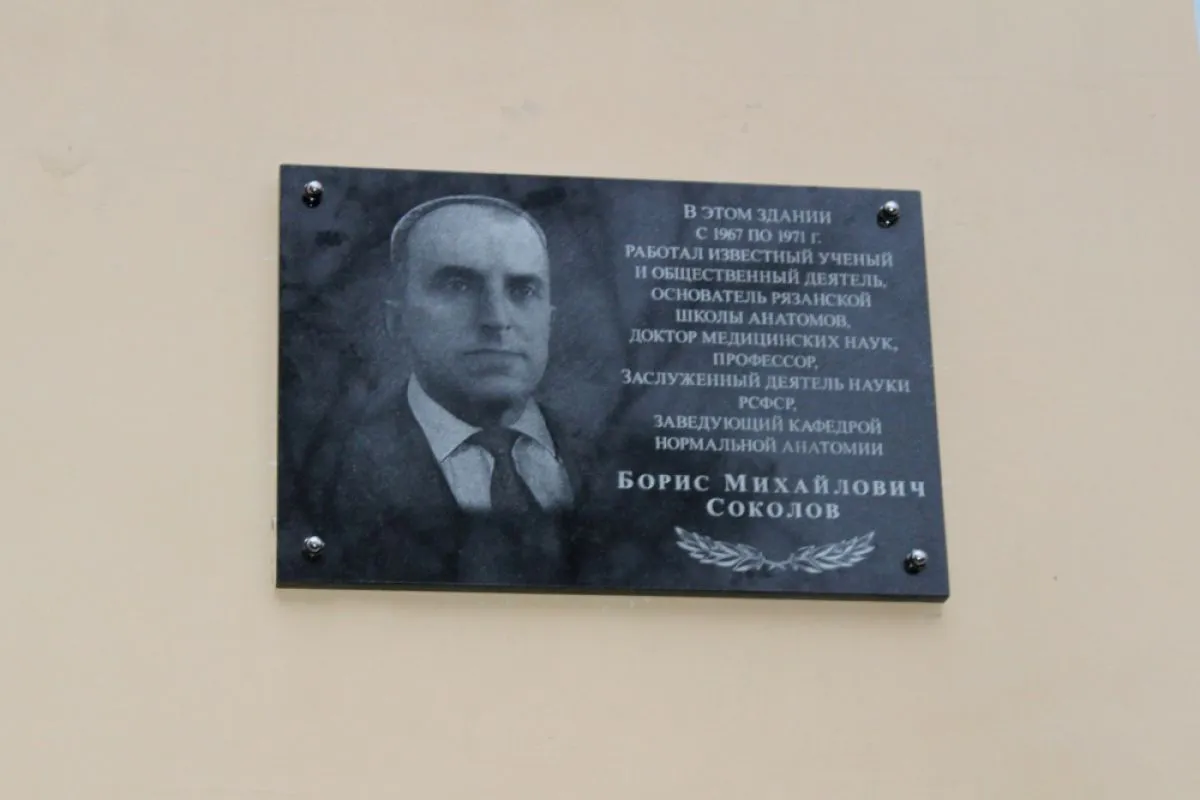 В ЭТОМ ЗДАНИИ
С 1967 ПО 1971 Г.
РАБОТАЛ ИЗВЕСТНЫЙ УЧЕНЫЙ
И ОБЩЕСТВЕННЫЙ ДЕЯТЕЛЬ,
ОСНОВАТЕЛЬ РЯЗАНСКОЙ
ШКОЛЫ АНАТОМОВ,
ДОКТОР МЕДИЦИНСКИХ НАУК,
ПРОФЕССОР,
ЗАСЛУЖЕННЫЙ ДЕЯТЕЛЬ НАУКИ
РСФСР,
ЗАВЕДУЮЩИЙ КАФЕДРОЙ
НОРМАЛЬНОЙ АНАТОМИИ
БОРИС МИХАЙЛОВИЧ
СОКОЛОВ